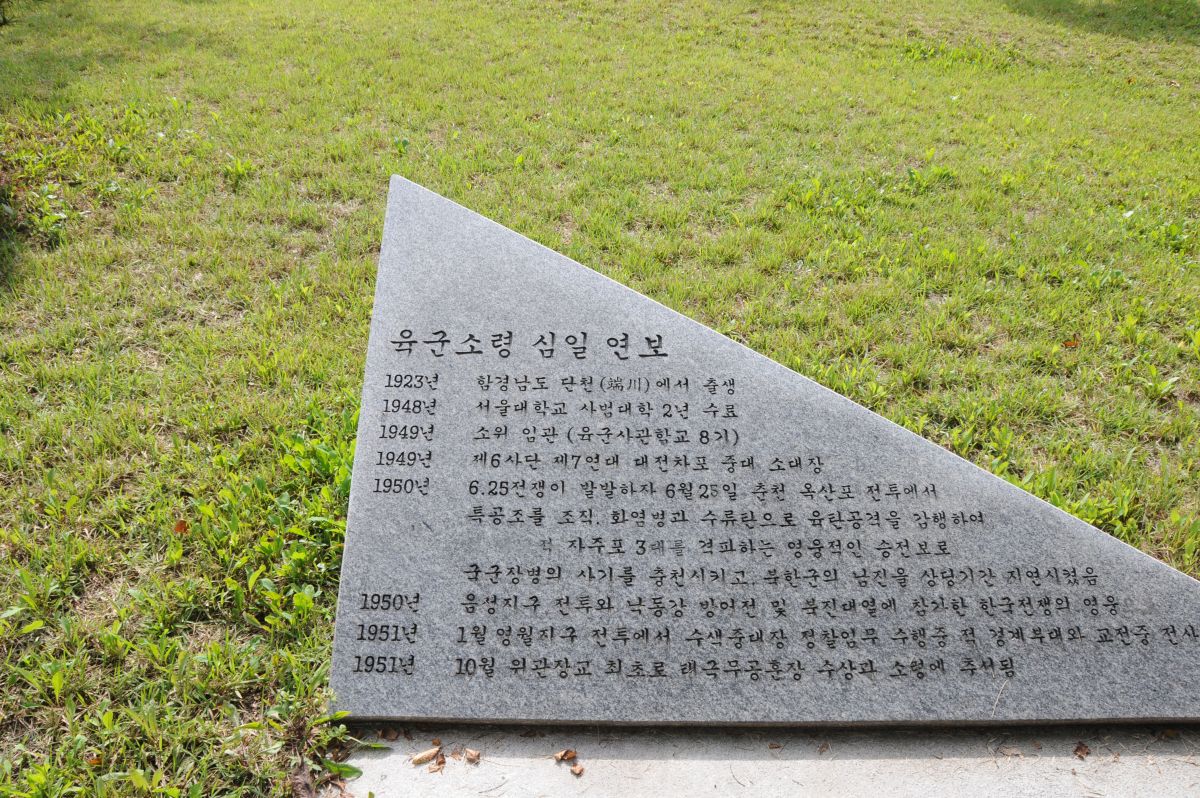 육군소령 심일 연보
1923년 함경남도 단천(端川)에서 출생
1948년 서울대학교 사범대학 2년 수료
1949년 소위 임관 (육군사관학교 8기)
1949년 제6사단 제7연대 대전차포 중대 소대장
1950년 6.25전쟁이 발발하자 6월25일 춘천 옥산포 전투에서
특공조를 조직, 화염병과 수류탄으로 육탄공격을 감행하여
적 자주포 3대를 격파하는 영웅적인 승전보로
국군장병의 사기를 충천시키고, 북한군의 남진을 상당기간 지연시켰음
1950년 음성지구 전투와 낙동강 방어전 및 북진대열에 참가한 한국전쟁의 영웅
1951년 1월 영월지구 전투에서 수색중대장 정찰임무 수행중 적 경계부대와 교전중 전사
1951년 10월 위관장교 최초로 태극무공훈장 수상과 소령에 추서됨